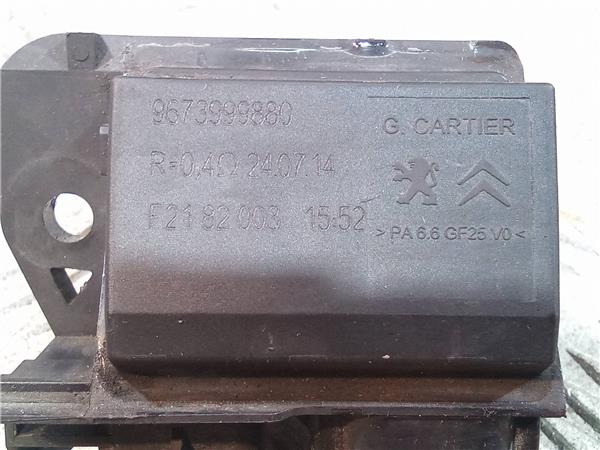 9673999880
R=0,4Ω 24.07.14
F21 82 003 15:52
G. CARTIER
>PA 6.6 GF25 V0<